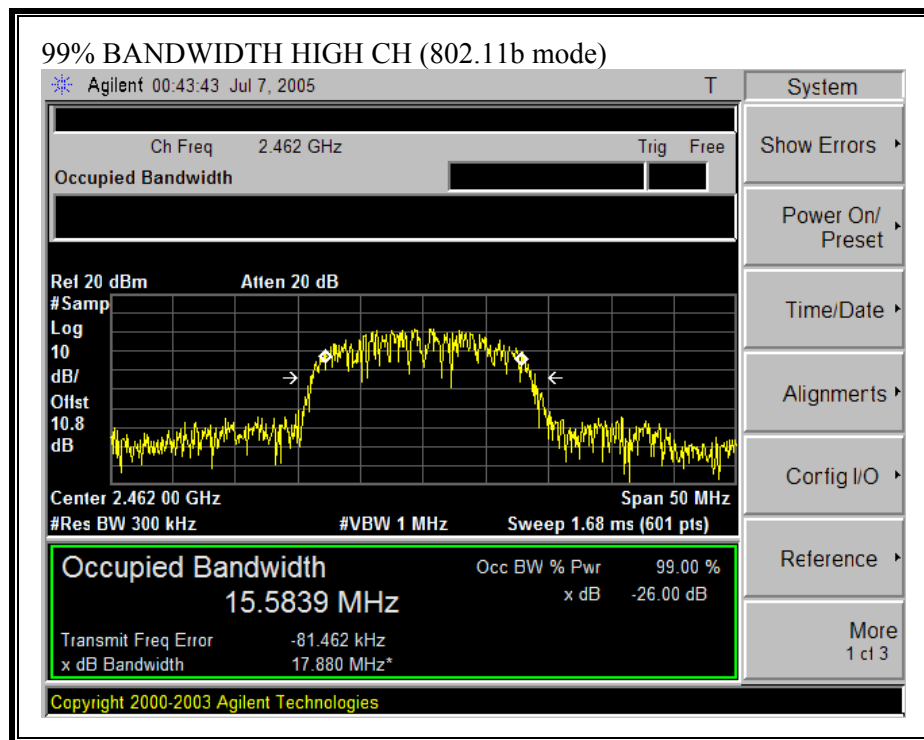 99% BANDWIDTH HIGH CH (802.11b mode)
Agilent 00:43:43 Jul 7, 2005 T
System
Ch Freq 2.462 GHz Trig Free
Occupied Bandwidth
Show Errors
Power On/
Preset
Time/Date
Alignments
Config I/O
Reference
More
1 of 3
Ref 20 dBm Atten 20 dB
#Samp
Log
10
dB/
Offst
10.8
dB
Center 2.462 00 GHz Span 50 MHz
#Res BW 300 kHz #VBW 1 MHz Sweep 1.68 ms (601 pts)
Occupied Bandwidth
15.5839 MHz
Occ BW % Pwr 99.00 %
x dB -26.00 dB
Transmit Freq Error -81.462 kHz
x dB Bandwidth 17.880 MHz*
Copyright 2000-2003 Agilent Technologies